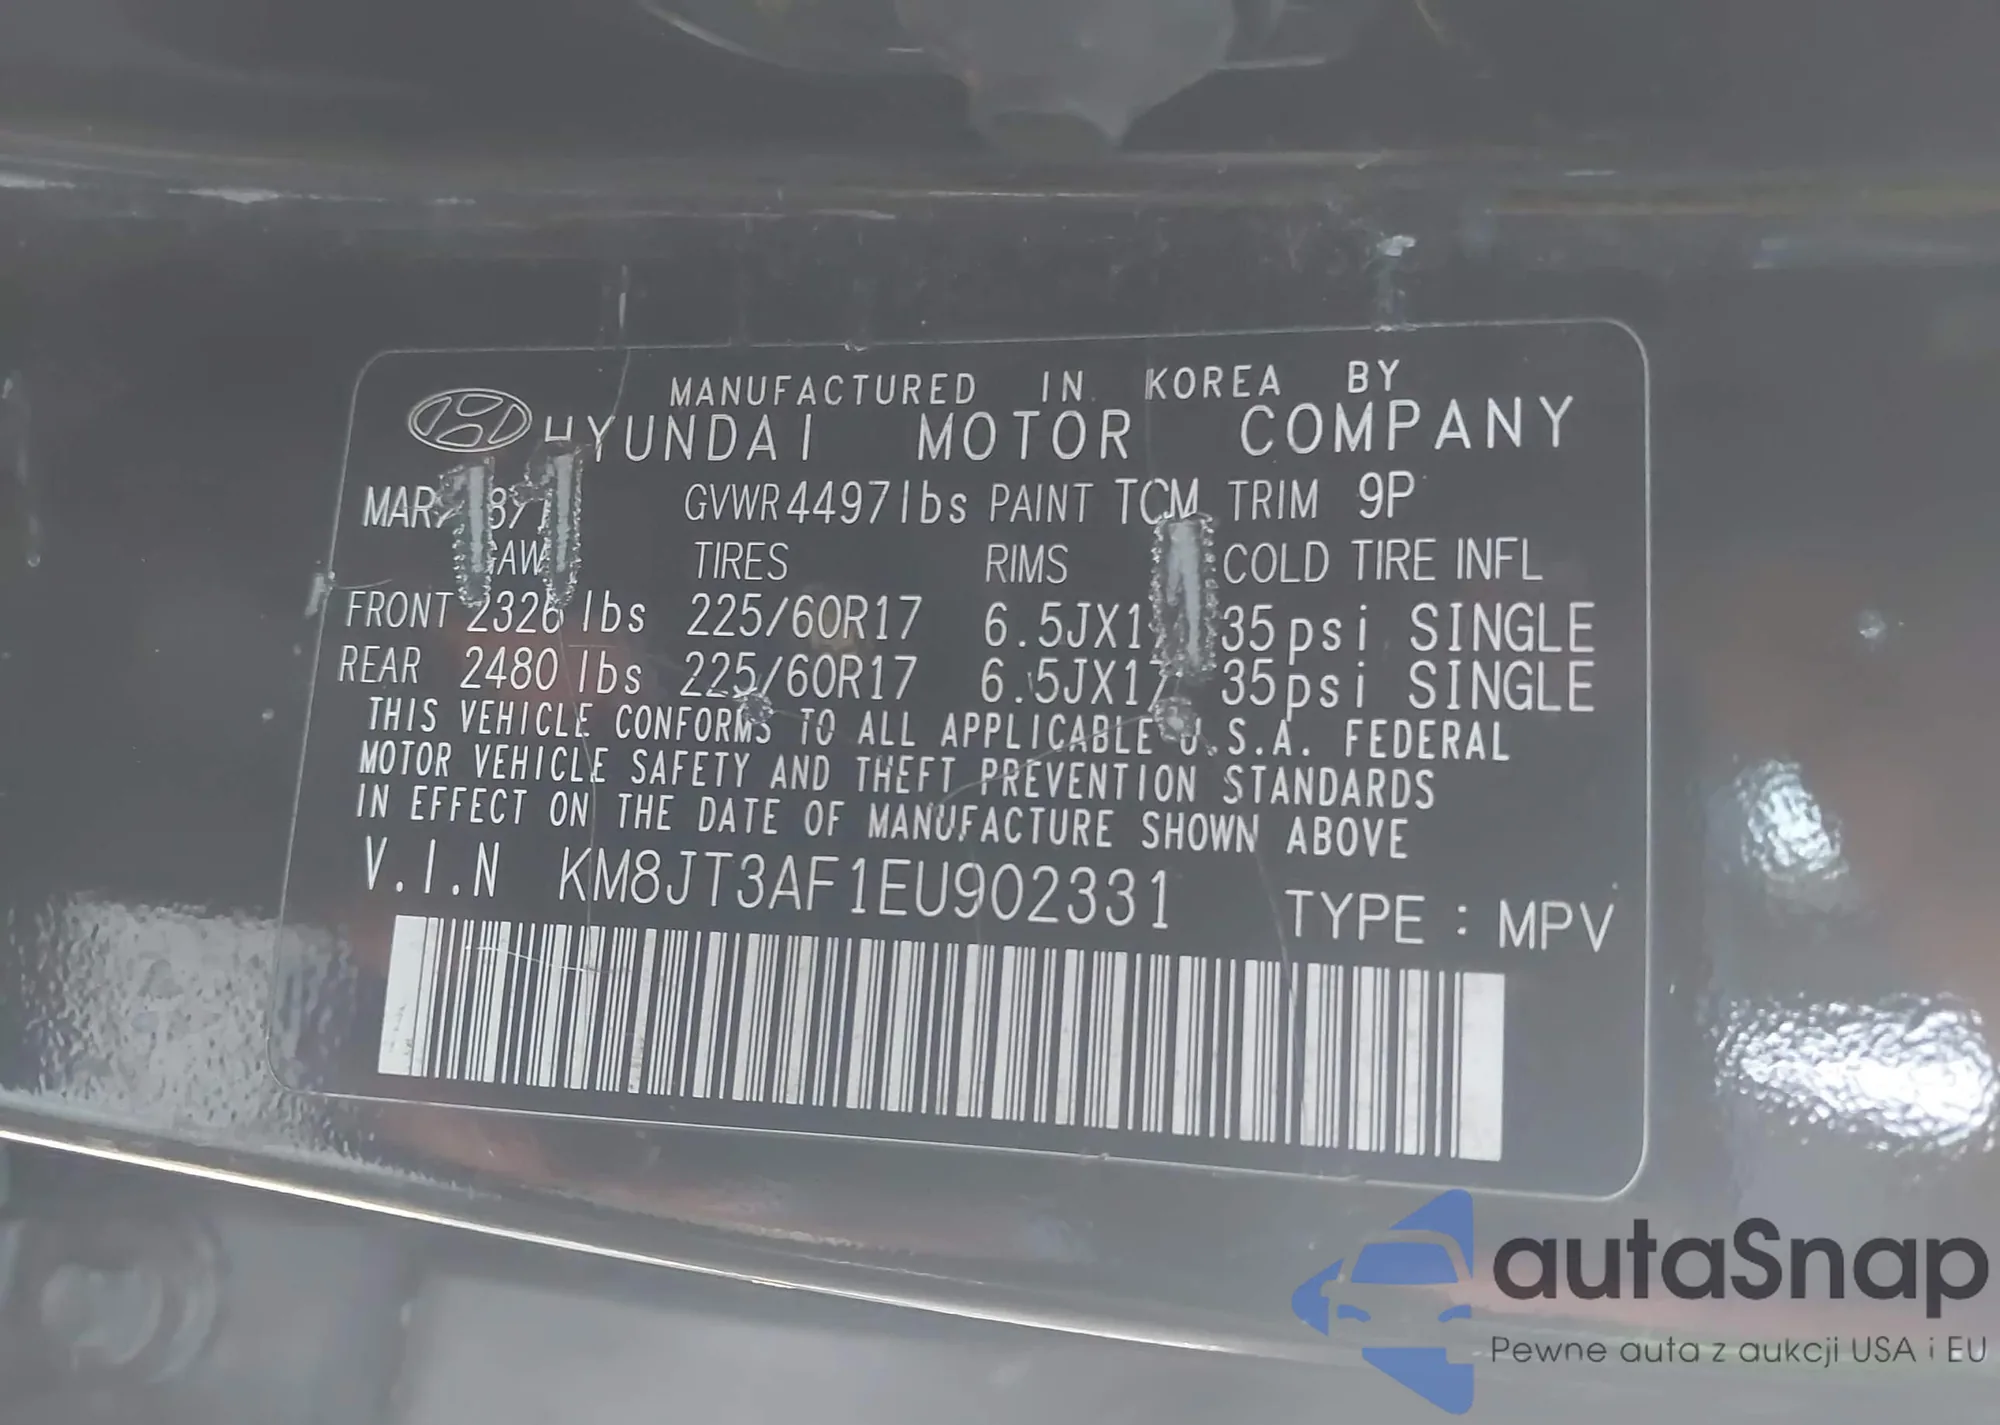 MANUFACTURED IN KOREA BY
HYUNDAI MOTOR COMPANY
GVWR 4497lbs PAINT TCM TRIM 9P
TIRES RIMS COLD TIRE INFL
FRONT 2326 lbs 225/60R17 35psi SINGLE
REAR 2480 lbs 225/60R17 6.5JX17 35psi SINGLE
THIS VEHICLE CONFORMS TO ALL APPLICABLE U.S.A. FEDERAL
MOTOR VEHICLE SAFETY AND THEFT PREVENTION STANDARDS
IN EFFECT ON THE DATE OF MANUFACTURE SHOWN ABOVE
V.I.N KM8JT3AF1EU902331 TYPE : MPV
autaSnap
Pewne auta z aukcji USA i EU